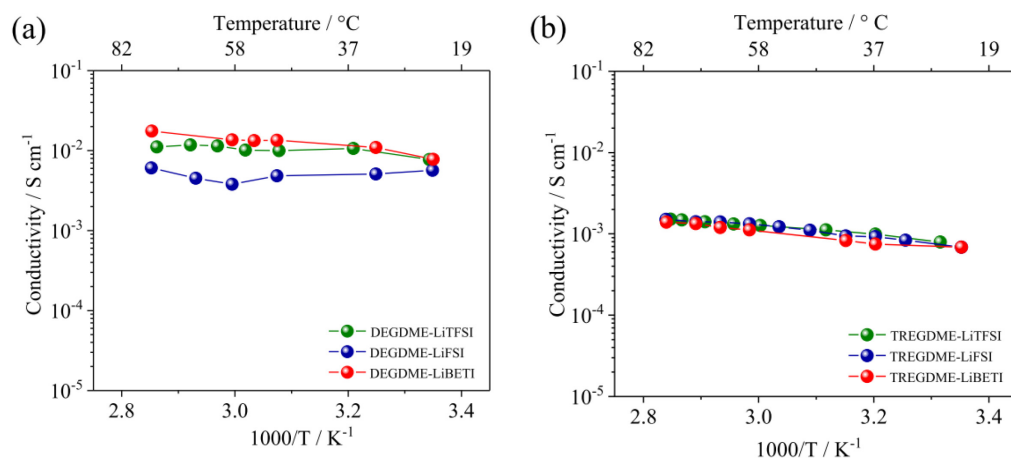 (a)
Temperature / °C
82 58 37 19
10⁻¹
10⁻²
10⁻³
10⁻⁴
10⁻⁵
Conductivity / S cm⁻¹
DEGDME-LiTFSI
DEGDME-LiFSI
DEGDME-LiBETI
2.8 3.0 3.2 3.4
1000/T / K⁻¹
(b)
Temperature / ° C
82 58 37 19
10⁻¹
10⁻²
10⁻³
10⁻⁴
10⁻⁵
Conductivity / S cm⁻¹
TREGDME-LiTFSI
TREGDME-LiFSI
TREGDME-LiBETI
2.8 3.0 3.2 3.4
1000/T / K⁻¹